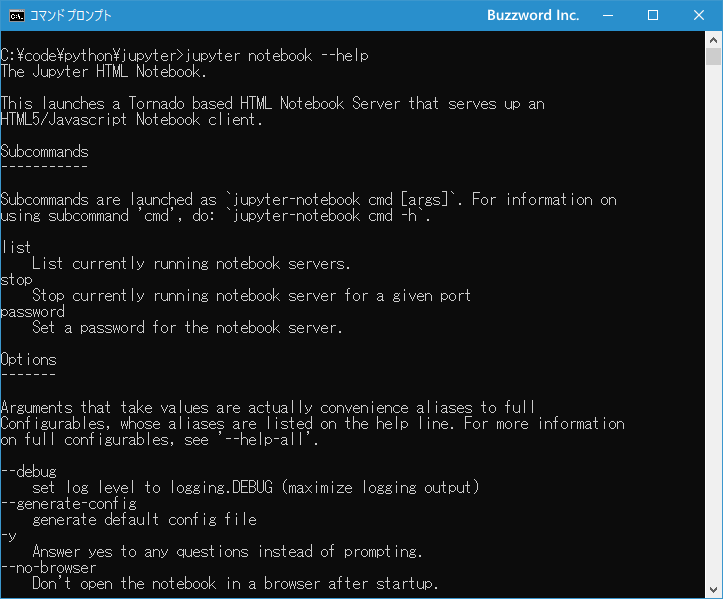 コマンドプロンプト
Buzzword Inc.
C:¥code¥python¥jupyter>jupyter notebook --help
The Jupyter HTML Notebook.
This launches a Tornado based HTML Notebook Server that serves up an
HTML5/Javascript Notebook client.
Subcommands
-----------
Subcommands are launched as `jupyter-notebook cmd [args]`. For information on
using subcommand 'cmd', do: `jupyter-notebook cmd -h`.
list
    List currently running notebook servers.
stop
    Stop currently running notebook server for a given port
password
    Set a password for the notebook server.
Options
-------
Arguments that take values are actually convenience aliases to full
Configurables, whose aliases are listed on the help line. For more information
on full configurables, see '--help-all'.
--debug
    set log level to logging.DEBUG (maximize logging output)
--generate-config
    generate default config file
-y
    Answer yes to any questions instead of prompting.
--no-browser
    Don't open the notebook in a browser after startup.